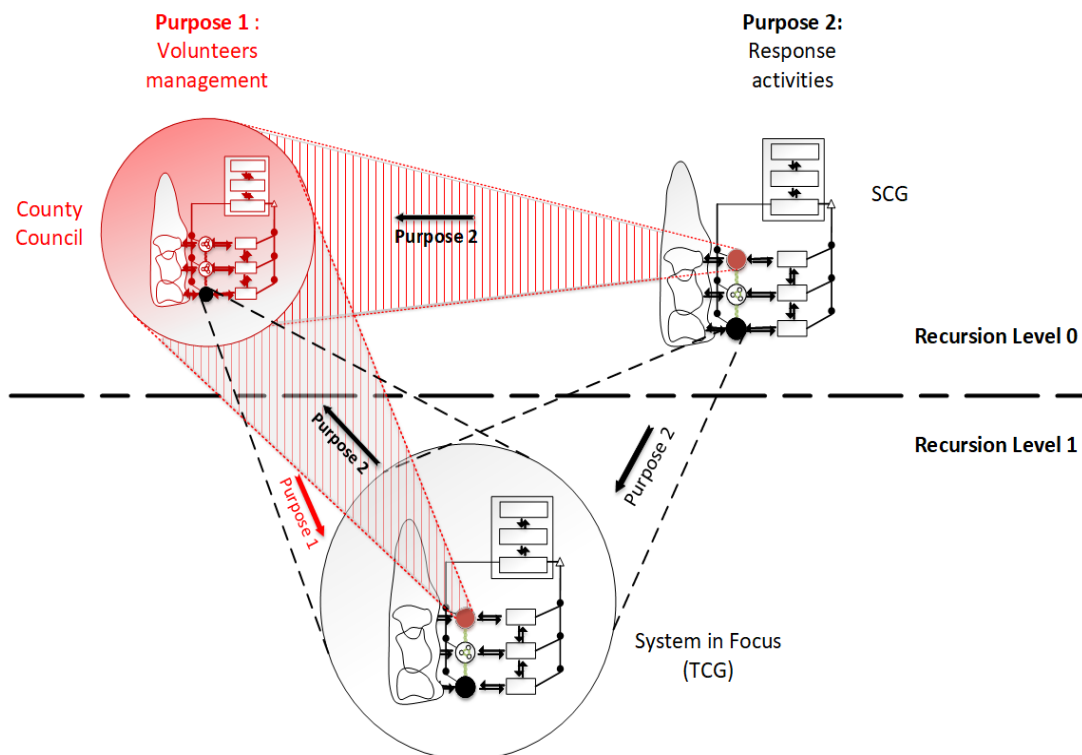 Purpose 1 :
Volunteers
management
Purpose 2:
Response
activities
County
Council
Purpose 2
SCG
Recursion Level 0
Recursion Level 1
Purpose 2
Purpose 2
Purpose 1
System in Focus
(TCG)